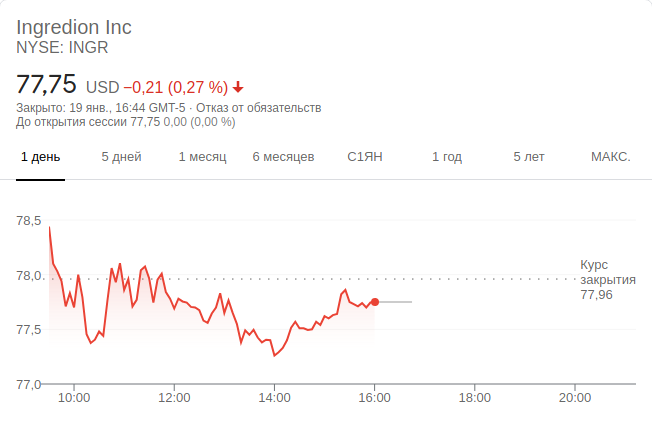 Ingredion Inc
NYSE: INGR
77,75 USD −0,21 (0,27 %)
Закрыто: 19 янв., 16:44 GMT-5 · Отказ от обязательств
До открытия сессии 77,75 0,00 (0,00 %)
1 день 5 дней 1 месяц 6 месяцев С1ЯН 1 год 5 лет МАКС.
78,5
78,0
77,5
77,0
Курс
закрытия
77,96
10:00 12:00 14:00 16:00 18:00 20:00